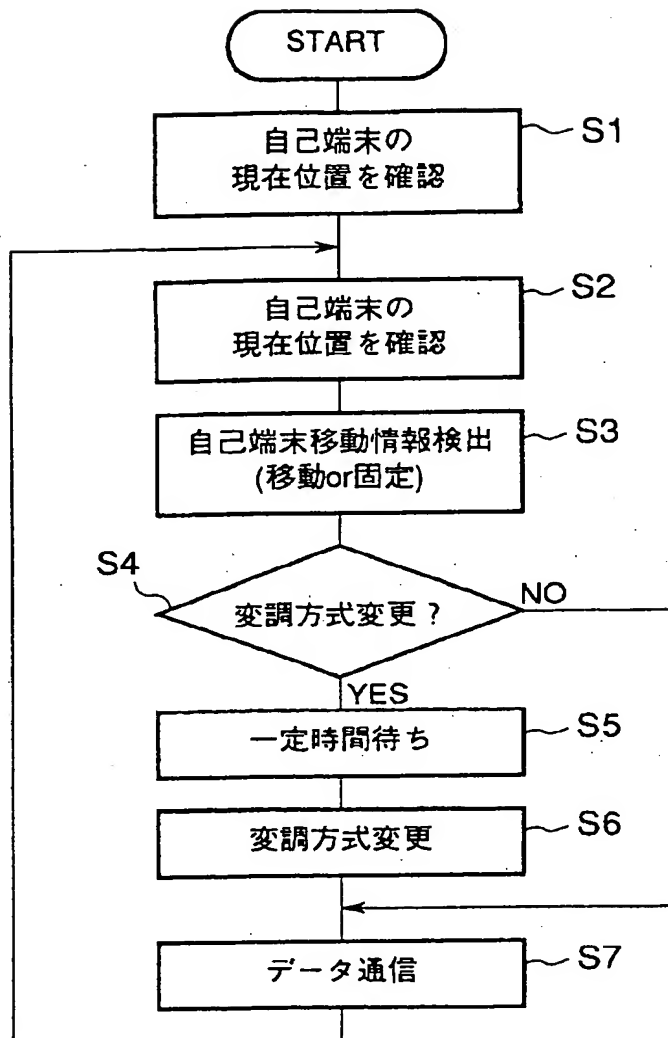 START
自己端末の
現在位置を確認
S1
自己端末の
現在位置を確認
S2
自己端末移動情報検出
(移動or固定)
S3
S4
変調方式変更?
NO
YES
一定時間待ち
S5
変調方式変更
S6
データ通信
S7